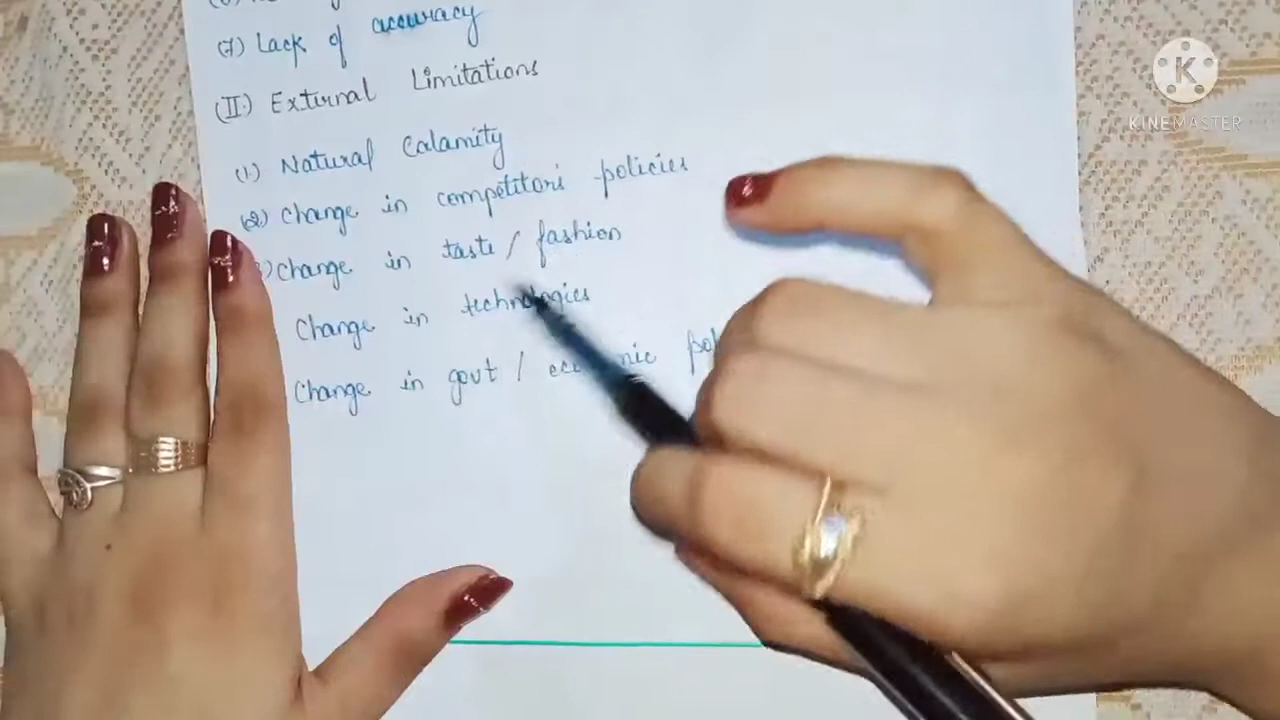 (7) Lack of accuracy
(II) External Limitations
(1) Natural Calamity
(2) Change in competitors policies
Change in taste / fashion
Change in technologies
Change in govt /
KINEMASTER